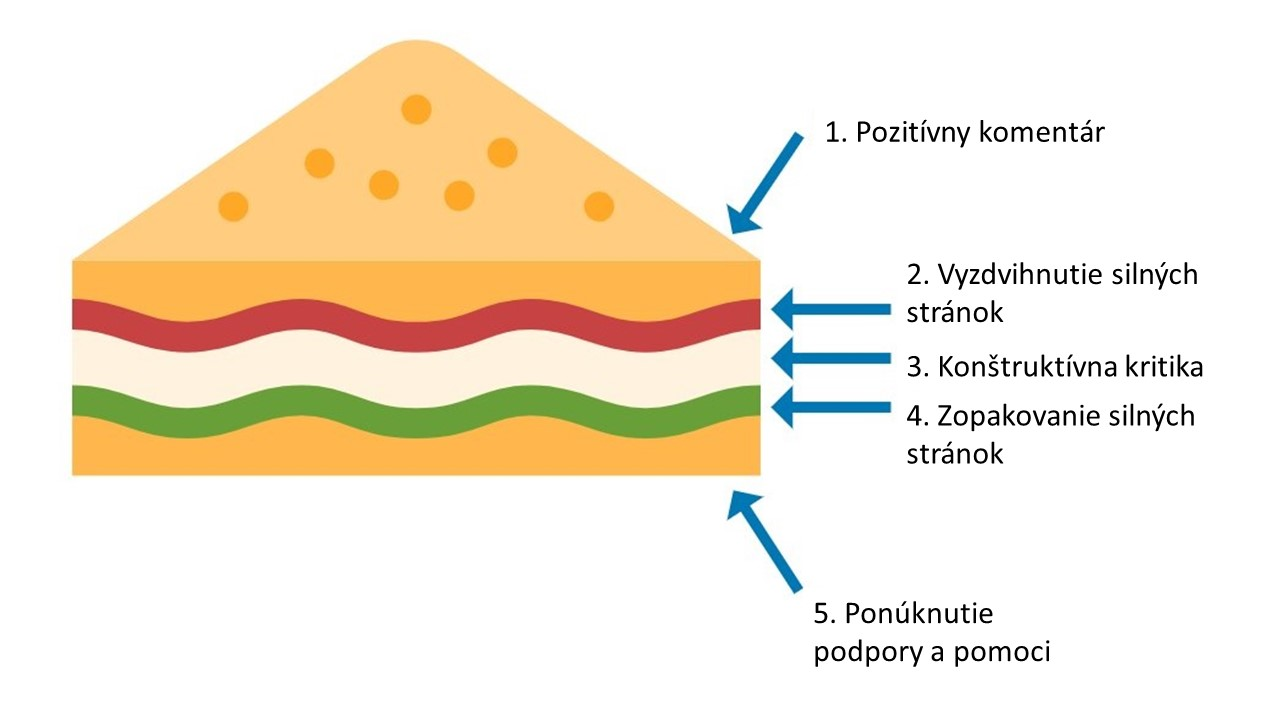 1. Pozitívny komentár
2. Vyzdvihnutie silných
stránok
3. Konštruktívna kritika
4. Zopakovanie silných
stránok
5. Ponúknutie
podpory a pomoci